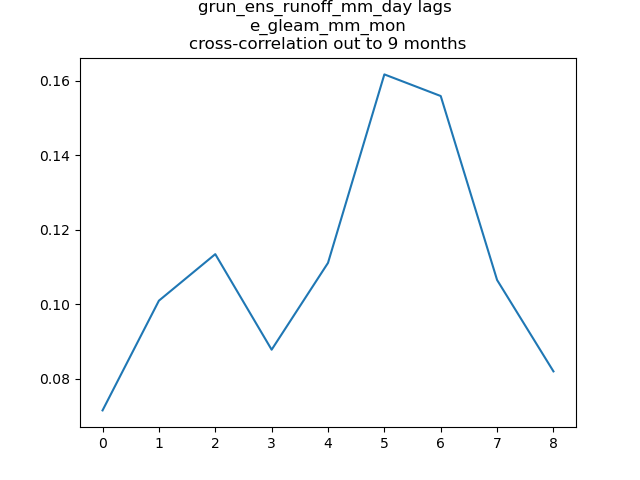 grun_ens_runoff_mm_day lags
e_gleam_mm_mon
cross-correlation out to 9 months
0.16
0.14
0.12
0.10
0.08
0 1 2 3 4 5 6 7 8